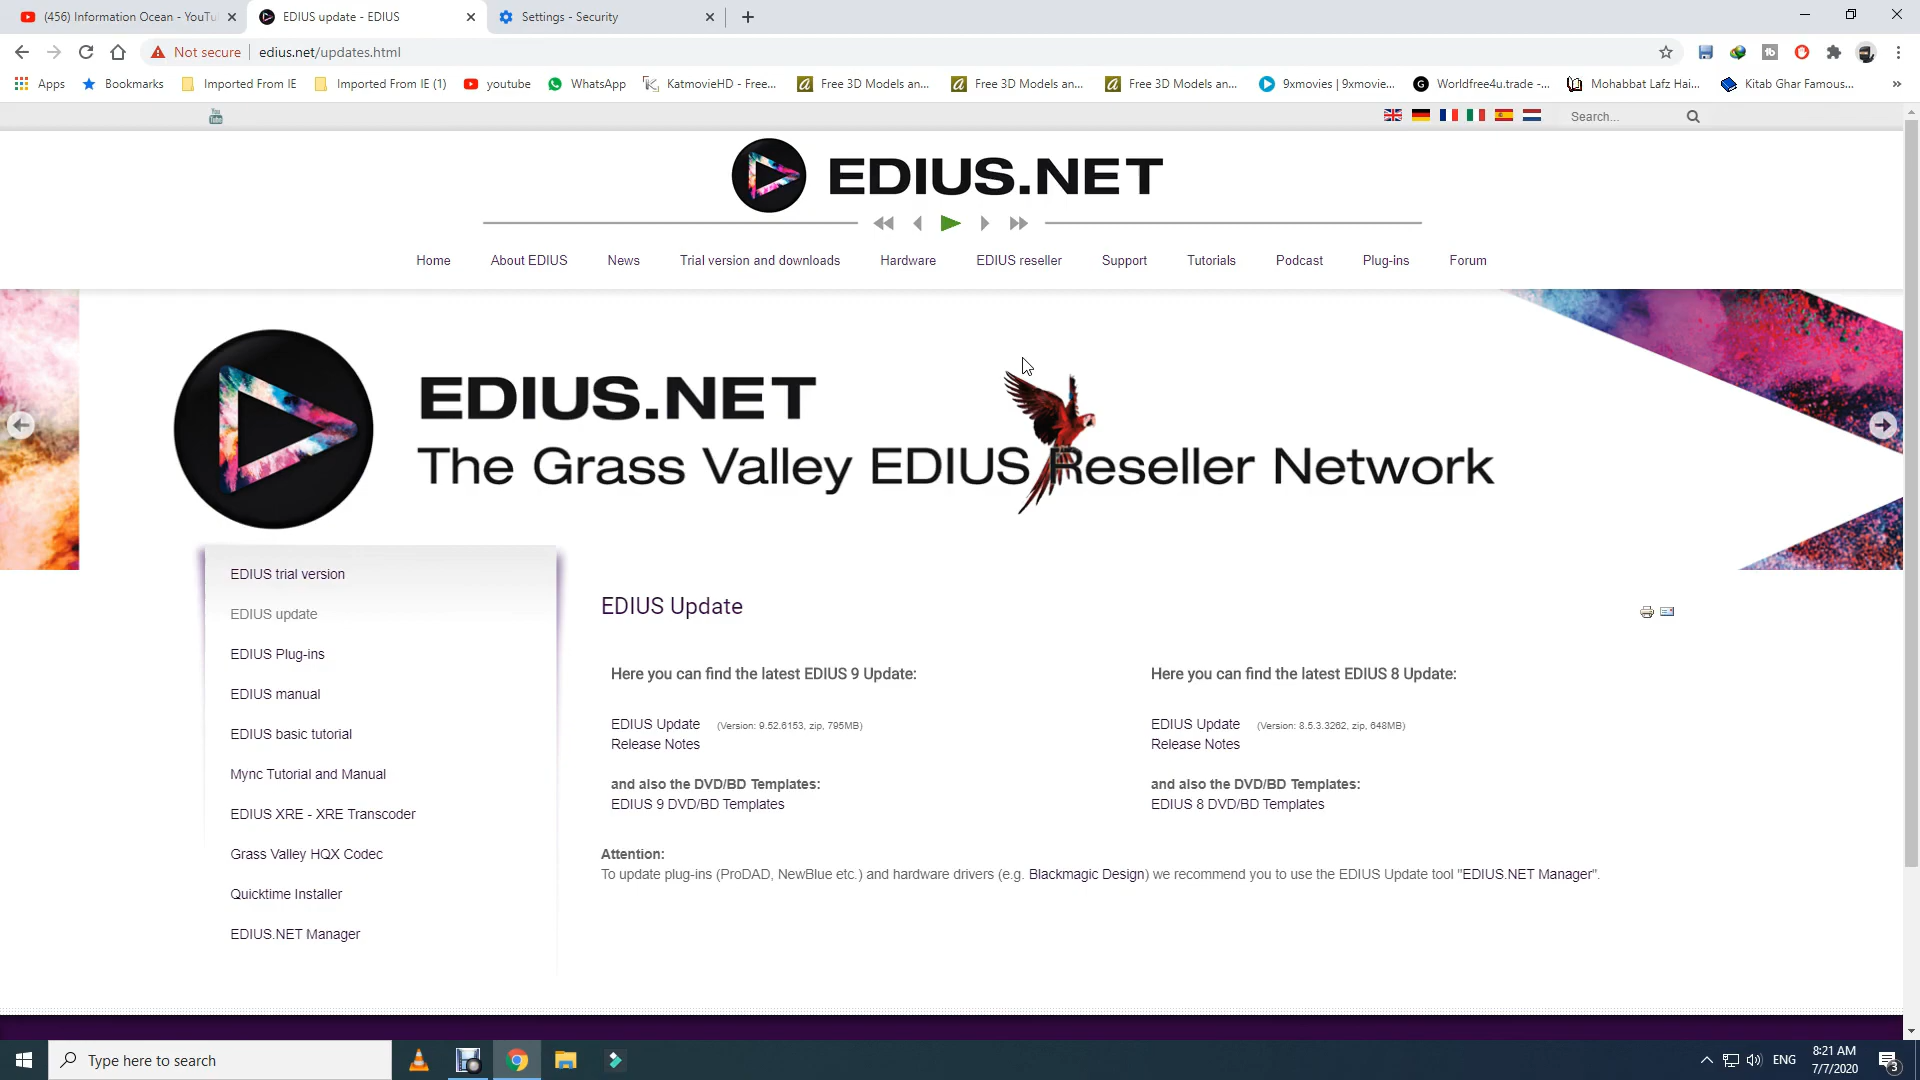 (456) Information Ocean - YouTu
EDIUS update - EDIUS
Settings - Security
Not secure
edius.net/updates.html
Apps
Bookmarks
Imported From IE
Imported From IE (1)
youtube
WhatsApp
KatmovieHD - Free...
Free 3D Models an...
Free 3D Models an...
Free 3D Models an...
9xmovies | 9xmovie...
Worldfree4u.trade -...
Mohabbat Lafz Hai...
Kitab Ghar Famous...
»
You
Tube
Search...
EDIUS.NET
Home
About EDIUS
News
Trial version and downloads
Hardware
EDIUS reseller
Support
Tutorials
Podcast
Plug-ins
Forum
EDIUS.NET
The Grass Valley EDIUS Reseller Network
EDIUS trial version
EDIUS update
EDIUS Plug-ins
EDIUS manual
EDIUS basic tutorial
Mync Tutorial and Manual
EDIUS XRE - XRE Transcoder
Grass Valley HQX Codec
Quicktime Installer
EDIUS.NET Manager
EDIUS Update
Here you can find the latest EDIUS 9 Update:
EDIUS Update (Version: 9.52.6153, zip, 795MB)
Release Notes
and also the DVD/BD Templates:
EDIUS 9 DVD/BD Templates
Here you can find the latest EDIUS 8 Update:
EDIUS Update (Version: 8.5.3.3262, zip, 648MB)
Release Notes
and also the DVD/BD Templates:
EDIUS 8 DVD/BD Templates
Attention:
To update plug-ins (ProDAD, NewBlue etc.) and hardware drivers (e.g. Blackmagic Design) we recommend you to use the EDIUS Update tool "EDIUS.NET Manager".
Type here to search
ENG
8:21 AM
7/7/2020
3